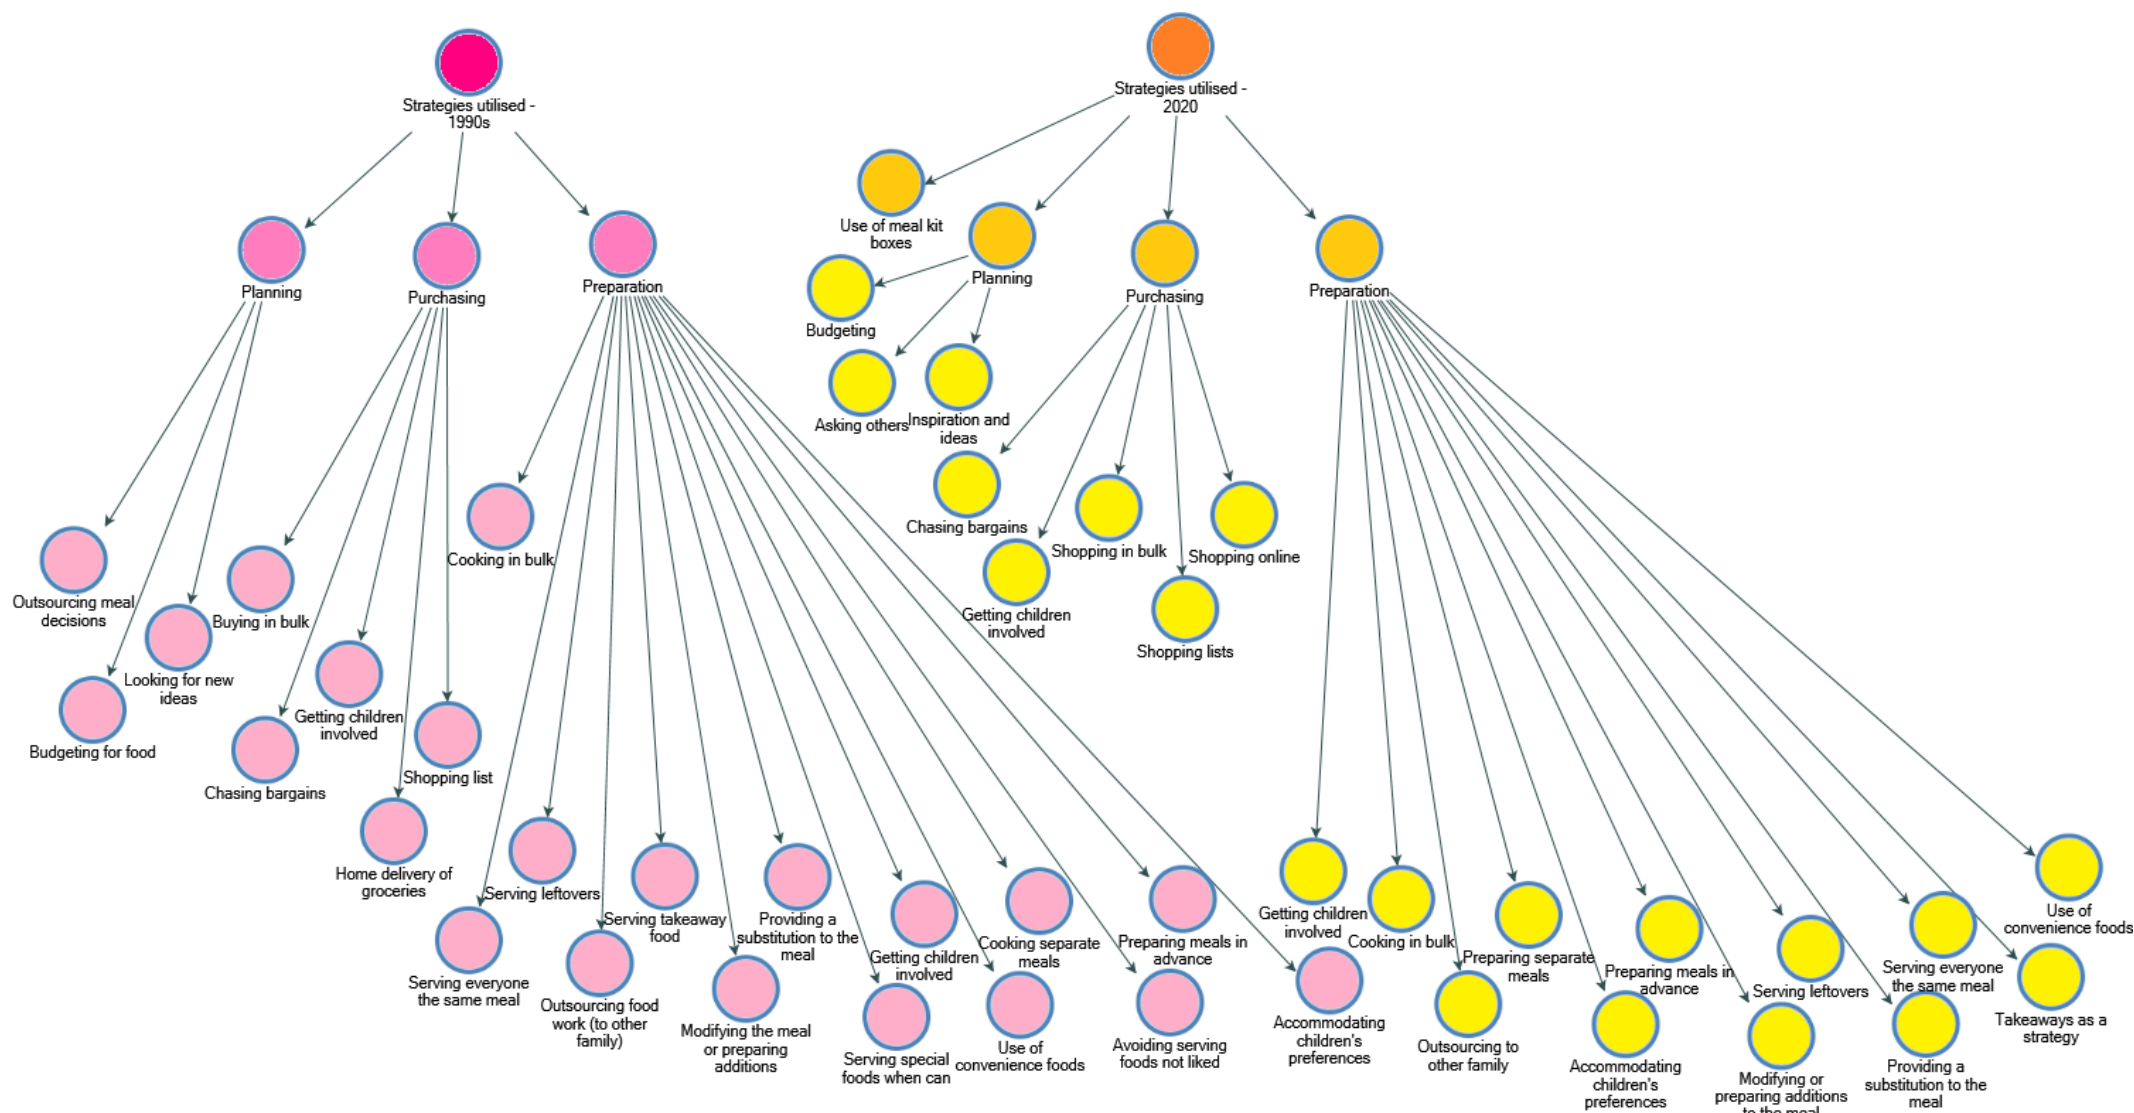 Strategies utilised -
1990s
Strategies utilised -
2020
Planning
Purchasing
Preparation
Use of meal kit
boxes
Planning
Purchasing
Preparation
Budgeting
Asking others
Inspiration and
ideas
Chasing bargains
Getting children
involved
Shopping in bulk
Shopping lists
Shopping online
Outsourcing meal
decisions
Budgeting for food
Looking for new
ideas
Buying in bulk
Chasing bargains
Getting children
involved
Home delivery of
groceries
Shopping list
Cooking in bulk
Serving everyone
the same meal
Serving leftovers
Outsourcing food
work (to other
family)
Serving takeaway
food
Modifying the meal
or preparing
additions
Providing a
substitution to the
meal
Serving special
foods when can
Getting children
involved
Use of
convenience foods
Cooking separate
meals
Avoiding serving
foods not liked
Preparing meals in
advance
Accommodating
children's
preferences
Getting children
involved
Cooking in bulk
Outsourcing to
other family
Preparing separate
meals
Accommodating
children's
preferences
Preparing meals in
advance
Modifying or
preparing additions
to the meal
Serving leftovers
Providing a
substitution to the
meal
Serving everyone
the same meal
Takeaways as a
strategy
Use of
convenience foods